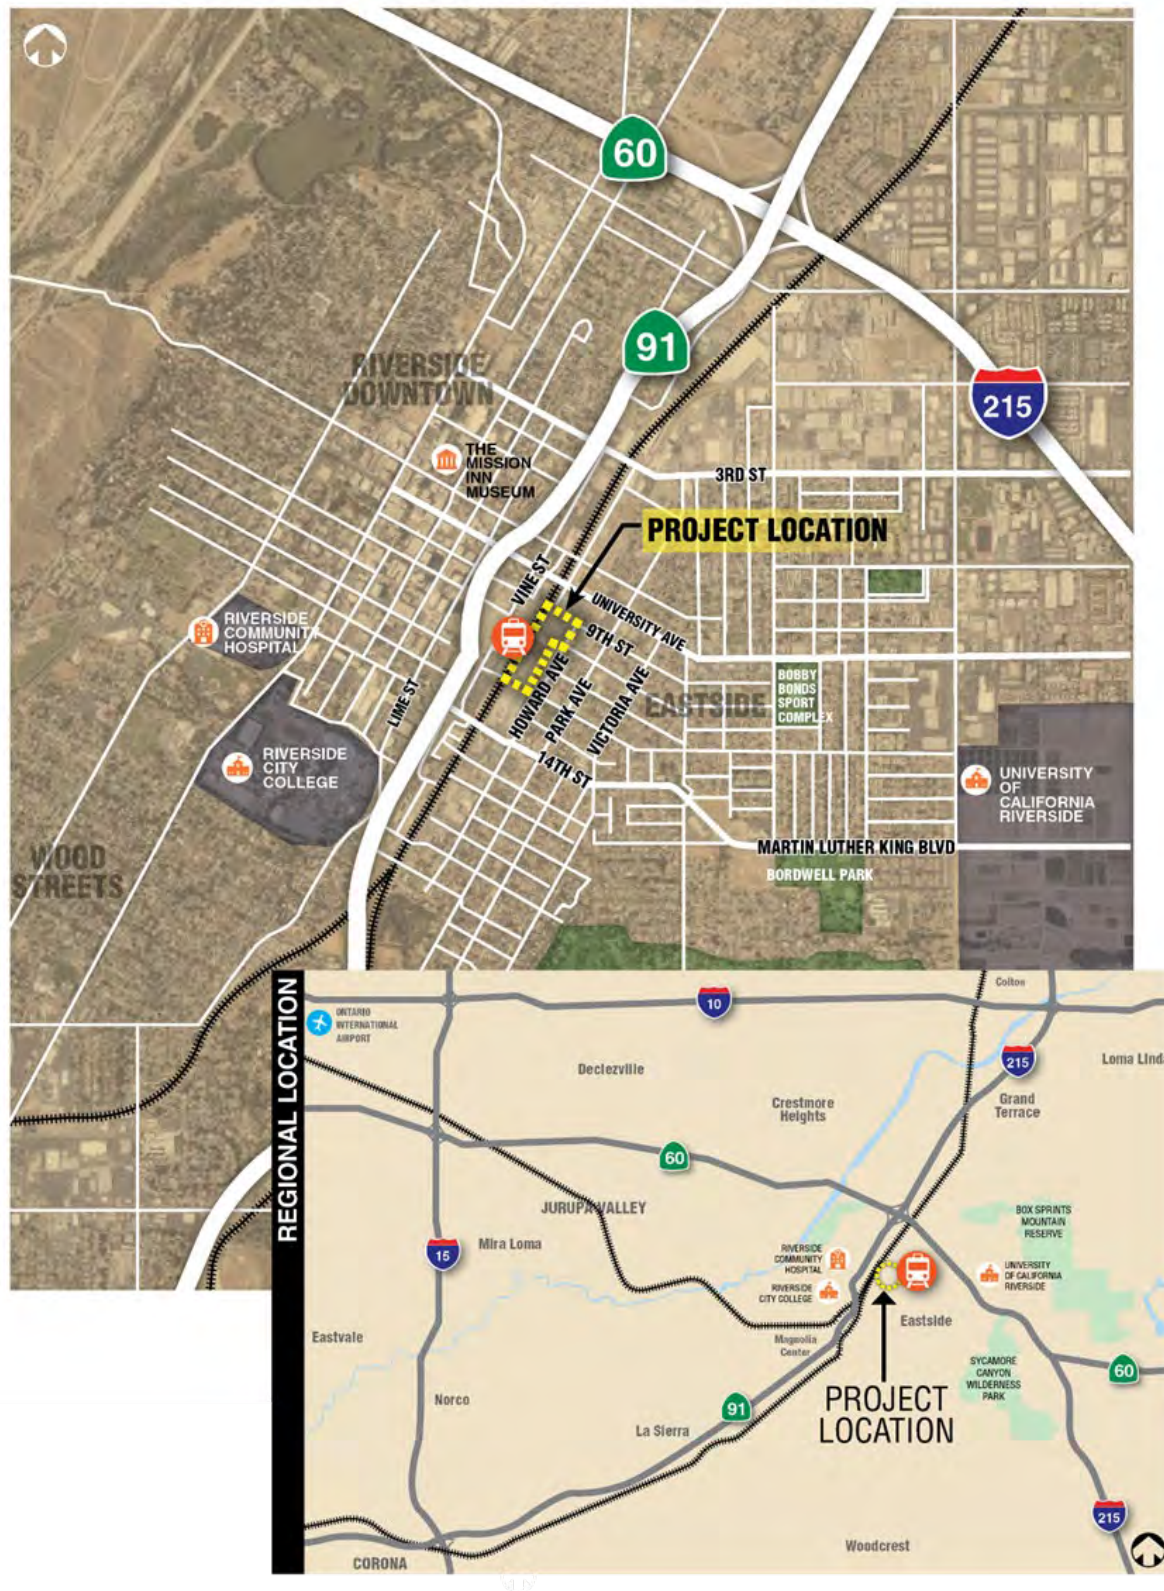 60
91
215
RIVERSIDE/
DOWNTOWN
THE
MISSION
INN
MUSEUM
3RD ST
PROJECT LOCATION
VINE ST
UNIVERSITY AVE
9TH ST
RIVERSIDE
COMMUNITY
HOSPITAL
LIME ST
HOWARD AVE
PARK AVE
VICTORIA AVE
EASTSIDE
BOBBY
BONDS
SPORT
COMPLEX
14TH ST
RIVERSIDE
CITY
COLLEGE
UNIVERSITY
OF
CALIFORNIA
RIVERSIDE
MARTIN LUTHER KING BLVD
BORDWELL PARK
WOOD
STREETS
REGIONAL LOCATION
ONTARIO
INTERNATIONAL
AIRPORT
10
Colton
215
Loma Linda
Declezville
Crestmore
Heights
Grand
Terrace
60
JURUPA VALLEY
BOX SPRINTS
MOUNTAIN
RESERVE
15
Mira Loma
RIVERSIDE
COMMUNITY
HOSPITAL
RIVERSIDE
CITY COLLEGE
UNIVERSITY
OF CALIFORNIA
RIVERSIDE
Eastside
Eastvale
Magnolia
Center
SYCAMORE
CANYON
WILDERNESS
PARK
60
Norco
91
PROJECT
LOCATION
La Sierra
215
Woodcrest
CORONA